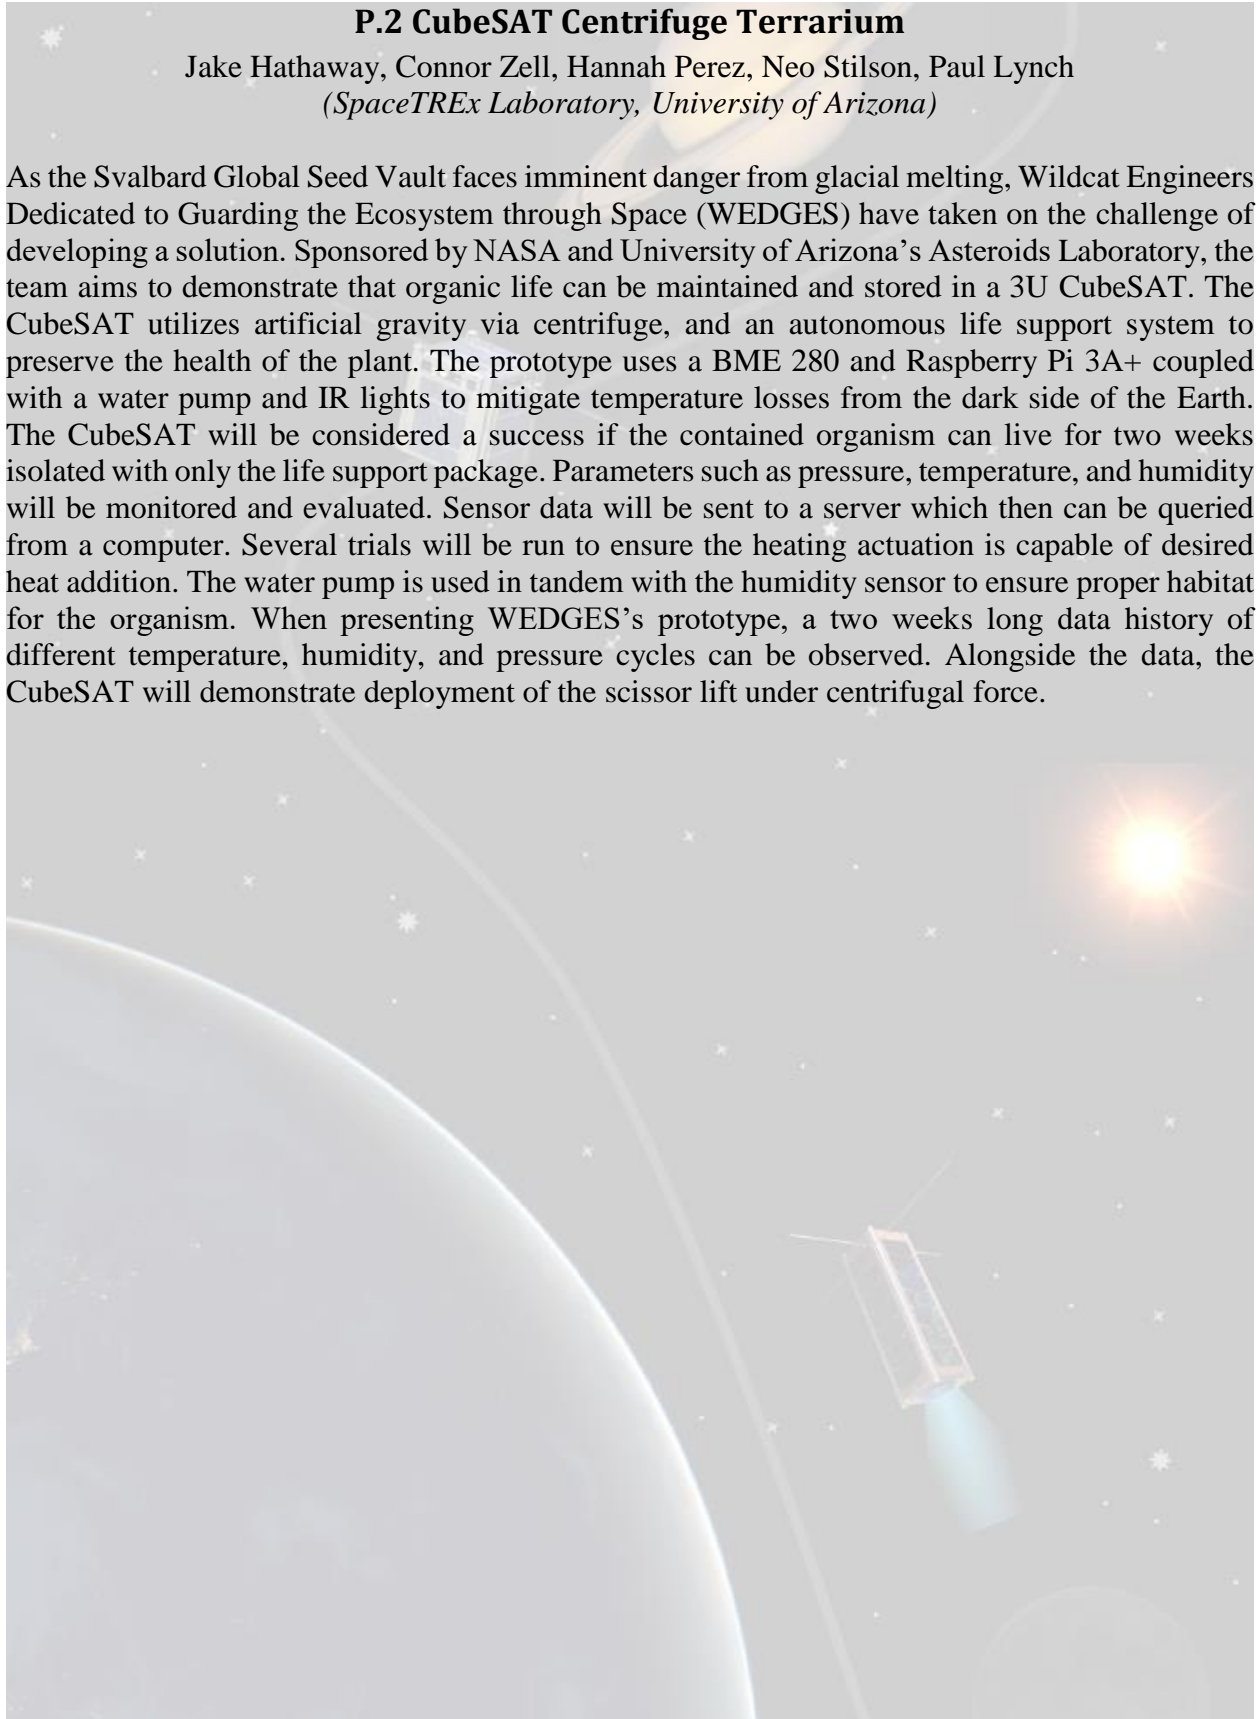 P.2 CubeSAT Centrifuge Terrarium
Jake Hathaway, Connor Zell, Hannah Perez, Neo Stilson, Paul Lynch
(SpaceTREx Laboratory, University of Arizona)
As the Svalbard Global Seed Vault faces imminent danger from glacial melting, Wildcat Engineers
Dedicated to Guarding the Ecosystem through Space (WEDGES) have taken on the challenge of
developing a solution. Sponsored by NASA and University of Arizona’s Asteroids Laboratory, the
team aims to demonstrate that organic life can be maintained and stored in a 3U CubeSAT. The
CubeSAT utilizes artificial gravity via centrifuge, and an autonomous life support system to
preserve the health of the plant. The prototype uses a BME 280 and Raspberry Pi 3A+ coupled
with a water pump and IR lights to mitigate temperature losses from the dark side of the Earth.
The CubeSAT will be considered a success if the contained organism can live for two weeks
isolated with only the life support package. Parameters such as pressure, temperature, and humidity
will be monitored and evaluated. Sensor data will be sent to a server which then can be queried
from a computer. Several trials will be run to ensure the heating actuation is capable of desired
heat addition. The water pump is used in tandem with the humidity sensor to ensure proper habitat
for the organism. When presenting WEDGES’s prototype, a two weeks long data history of
different temperature, humidity, and pressure cycles can be observed. Alongside the data, the
CubeSAT will demonstrate deployment of the scissor lift under centrifugal force.